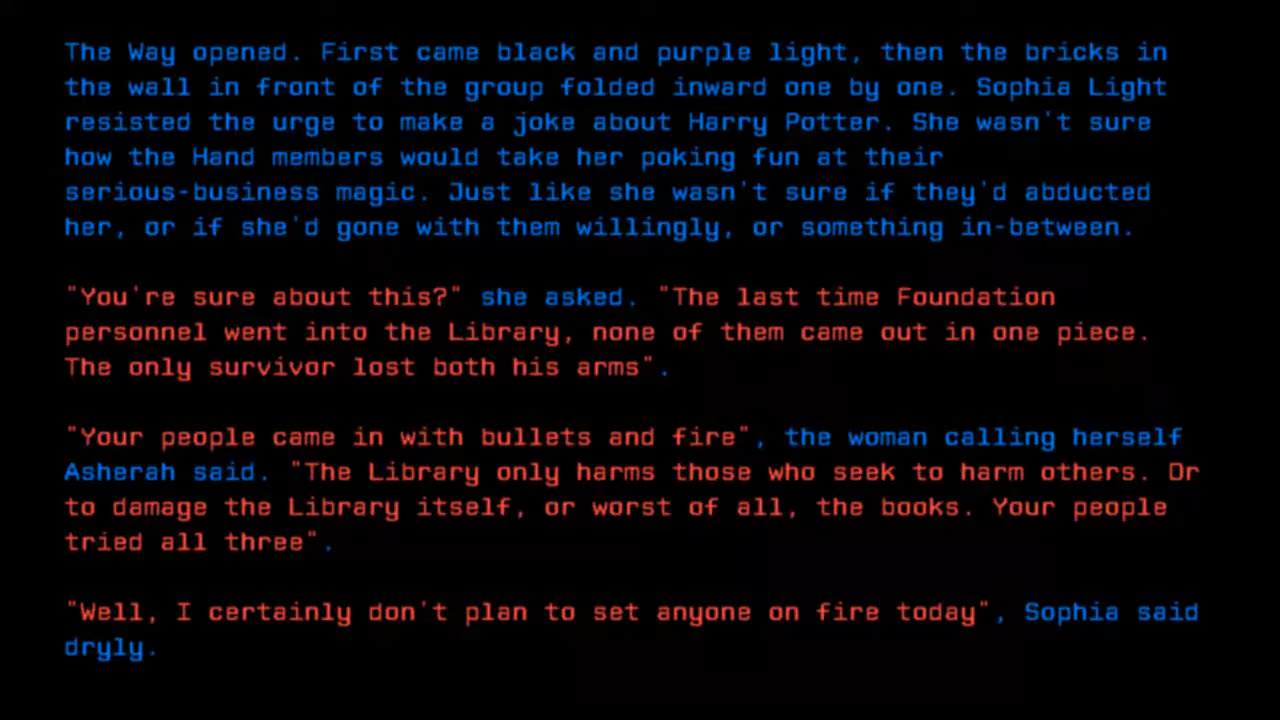 The Way opened. First came black and purple light, then the bricks in
the wall in front of the group folded inward one by one. Sophia Light
resisted the urge to make a joke about Harry Potter. She wasn't sure
how the Hand members would take her poking fun at their
serious-business magic. Just like she wasn't sure if they'd abducted
her, or if she'd gone with them willingly, or something in-between.
"You're sure about this?" she asked. "The last time Foundation
personnel went into the Library, none of them came out in one piece.
The only survivor lost both his arms".
"Your people came in with bullets and fire", the woman calling herself
Asherah said. "The Library only harms those who seek to harm others. Or
to damage the Library itself, or worst of all, the books. Your people
tried all three".
"Well, I certainly don't plan to set anyone on fire today", Sophia said
dryly.